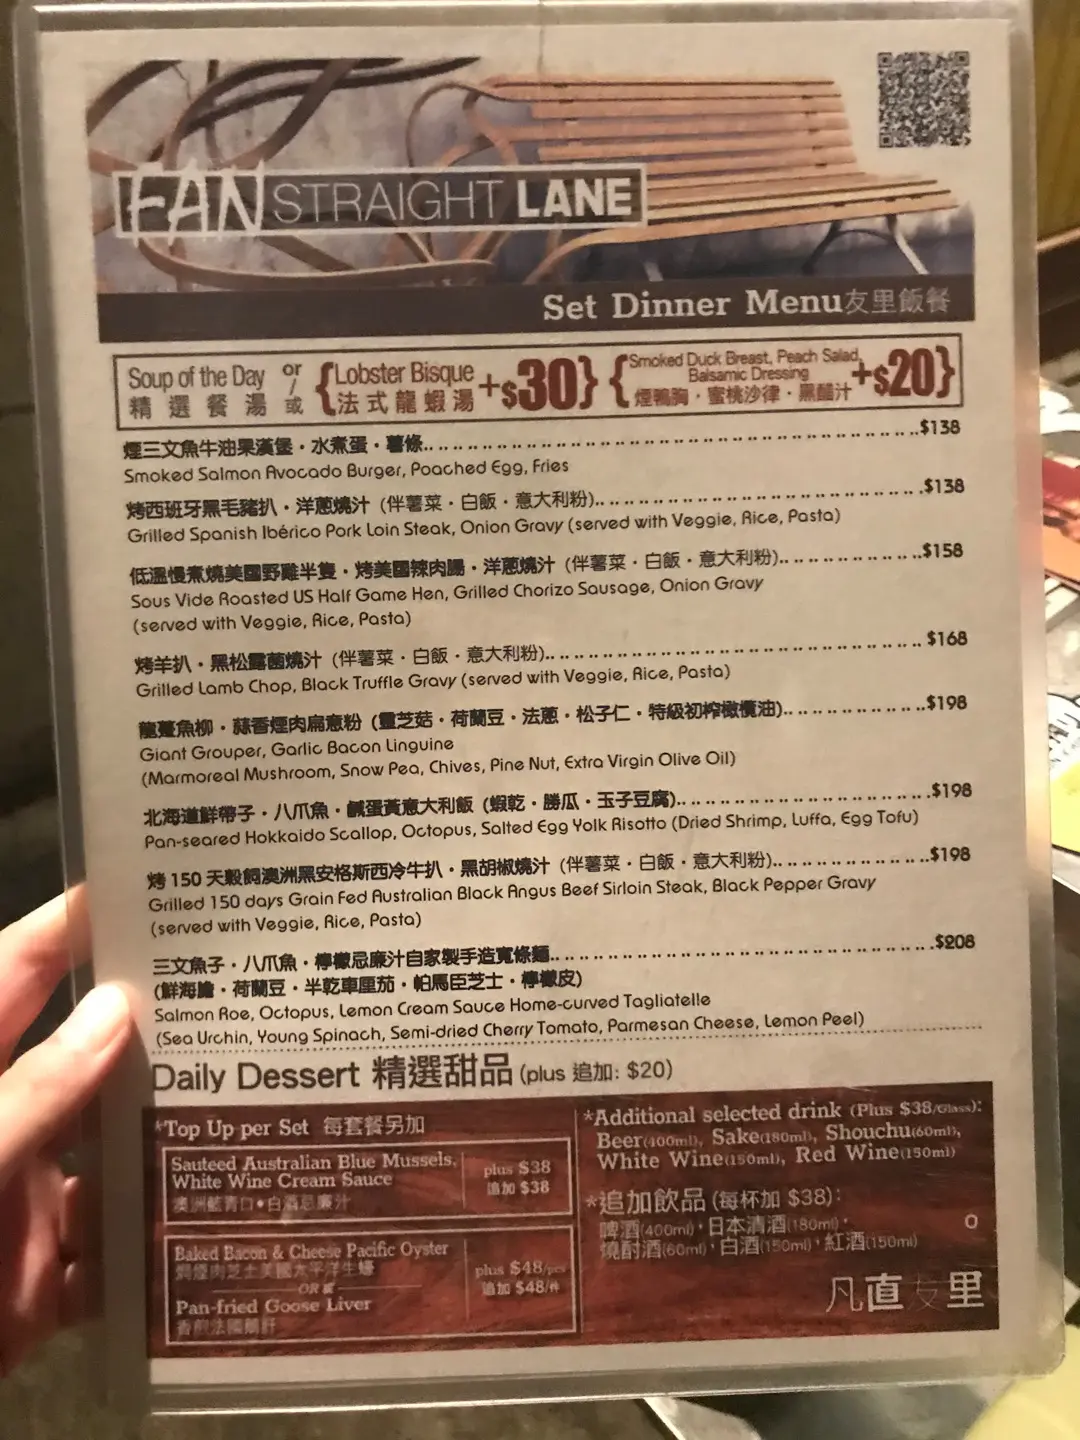 FAN STRAIGHT LANE
Set Dinner Menu友里飯餐
Soup of the Day
精選餐湯
or
/
或
{Lobster Bisque
法式龍蝦湯
+$30}
{Smoked Duck Breast, Peach Salad,
Balsamic Dressing
煙鴨胸·蜜桃沙律·黑醋汁
+$20}
煙三文魚牛油果漢堡·水煮蛋·薯條 $138
Smoked Salmon Avocado Burger, Poached Egg, Fries
烤西班牙黑毛豬扒·洋蔥燒汁 (伴薯菜·白飯·意大利粉) $138
Grilled Spanish Ibérico Pork Loin Steak, Onion Gravy (served with Veggie, Rice, Pasta)
低溫慢煮燒美國野雞半隻·烤美國辣肉腸·洋蔥燒汁 (伴薯菜·白飯·意大利粉) $158
Sous Vide Roasted US Half Game Hen, Grilled Chorizo Sausage, Onion Gravy
(served with Veggie, Rice, Pasta)
烤羊扒·黑松露菌燒汁 (伴薯菜·白飯·意大利粉) $168
Grilled Lamb Chop, Black Truffle Gravy (served with Veggie, Rice, Pasta)
龍躉魚柳·蒜香煙肉扁意粉 (靈芝菇·荷蘭豆·法蔥·松子仁·特級初榨橄欖油) $198
Giant Grouper, Garlic Bacon Linguine
(Marmoreal Mushroom, Snow Pea, Chives, Pine Nut, Extra Virgin Olive Oil)
北海道鮮帶子·八爪魚·鹹蛋黃意大利飯 (蝦乾·勝瓜·玉子豆腐) $198
Pan-seared Hokkaido Scallop, Octopus, Salted Egg Yolk Risotto (Dried Shrimp, Luffa, Egg Tofu)
烤 150 天穀飼澳洲黑安格斯西冷牛扒·黑胡椒燒汁 (伴薯菜·白飯·意大利粉) $198
Grilled 150 days Grain Fed Australian Black Angus Beef Sirloin Steak, Black Pepper Gravy
(served with Veggie, Rice, Pasta)
三文魚子·八爪魚·檸檬忌廉汁自家製手造寬條麵 $208
(鮮海膽·荷蘭豆·半乾車厘茄·帕馬臣芝士·檸檬皮)
Salmon Roe, Octopus, Lemon Cream Sauce Home-curved Tagliatelle
(Sea Urchin, Young Spinach, Semi-dried Cherry Tomato, Parmesan Cheese, Lemon Peel)
Daily Dessert 精選甜品 (plus 追加: $20)
*Top Up per Set 每套餐另加
Sauteed Australian Blue Mussels,
White Wine Cream Sauce
澳洲藍青口•白酒忌廉汁
plus $38
追加 $38
Baked Bacon & Cheese Pacific Oyster
焗煙肉芝士美國太平洋生蠔
OR 或
Pan-fried Goose Liver
香煎法國鵝肝
plus $48/pcs
追加 $48/件
*Additional selected drink (Plus $38/Glass):
Beer(400ml), Sake(180ml), Shouchu(60ml),
White Wine(150ml), Red Wine(150ml)
*追加飲品 (每杯加 $38):
啤酒(400ml)，日本清酒(180ml)，
燒酎酒(60ml)，白酒(150ml)，紅酒(150ml)
凡直友里